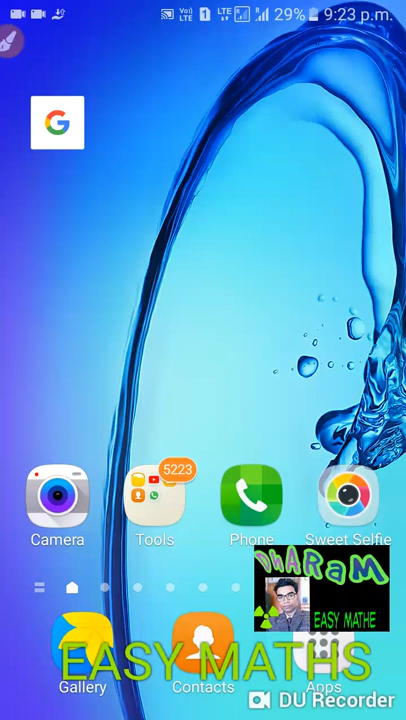 Vo))
LTE
1
LTE
R
29%
9:23 p.m.
G
5223
Camera
Tools
Phone
Sweet Selfie
DHARAM
EASY MATHE
EASY MATHS
Gallery
Contacts
Apps
DU Recorder